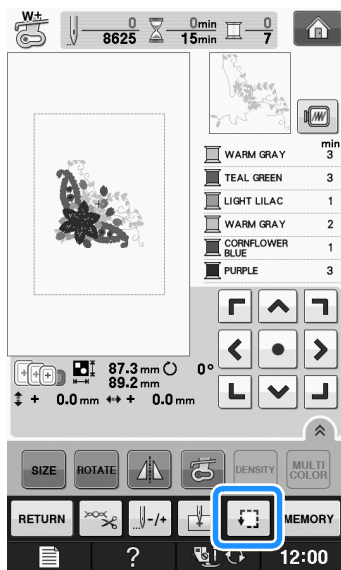 W+
0 0min 0
8625 15min 7
min
WARM GRAY 3
TEAL GREEN 3
LIGHT LILAC 1
WARM GRAY 2
CORNFLOWER
BLUE 1
PURPLE 3
87.3 mm 0°
89.2 mm
+ 0.0 mm + 0.0 mm
SIZE ROTATE DENSITY MULTI
COLOR
RETURN -/+ MEMORY
? 12:00